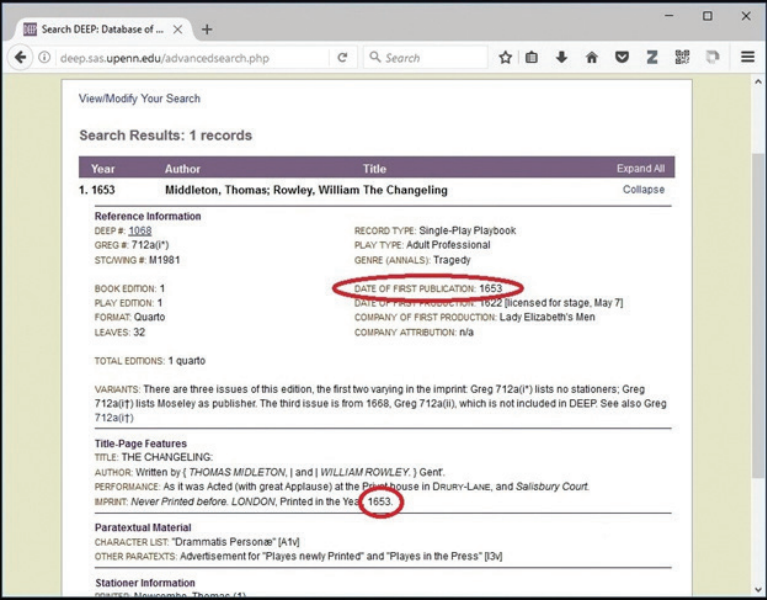 Search DEEP: Database of ...
deep.sas.upenn.edu/advancedsearch.php
Search
View/Modify Your Search
Search Results: 1 records
Year Author Title Expand All
1. 1653 Middleton, Thomas; Rowley, William The Changeling Collapse
Reference Information
DEEP #: 1068 RECORD TYPE: Single-Play Playbook
GREG #: 712a(i*) PLAY TYPE: Adult Professional
STC/WING #: M1981 GENRE (ANNALS): Tragedy
BOOK EDITION: 1 DATE OF FIRST PUBLICATION: 1653
PLAY EDITION: 1 DATE OF FIRST PRODUCTION: 1622 [licensed for stage, May 7]
FORMAT: Quarto COMPANY OF FIRST PRODUCTION: Lady Elizabeth's Men
LEAVES: 32 COMPANY ATTRIBUTION: n/a
TOTAL EDITIONS: 1 quarto
VARIANTS: There are three issues of this edition, the first two varying in the imprint: Greg 712a(i*) lists no stationers; Greg
712a(i†) lists Moseley as publisher. The third issue is from 1668, Greg 712a(ii), which is not included in DEEP. See also Greg
712a(i†)
Title-Page Features
TITLE: THE CHANGELING:
AUTHOR: Written by { THOMAS MIDLETON, | and | WILLIAM ROWLEY. } Gent'.
PERFORMANCE: As it was Acted (with great Applause) at the Privat house in DRURY-LANE, and Salisbury Court.
IMPRINT: Never Printed before. LONDON, Printed in the Yea 1653.
Paratextual Material
CHARACTER LIST: "Drammatis Personæ" [A1v]
OTHER PARATEXTS: Advertisement for "Playes newly Printed" and "Playes in the Press" [I3v]
Stationer Information
PRINTER: Newcombe, Thomas (1)